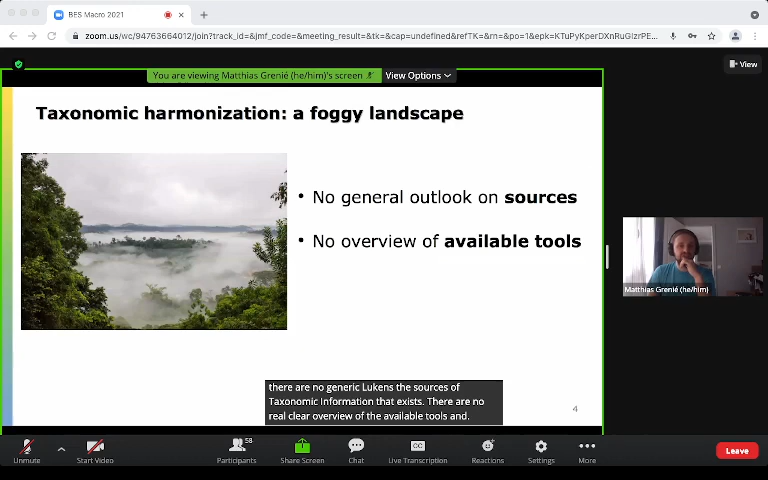 BES Macro 2021
zoom.us/wc/94763664012/join?track_id=&jmf_code=&meeting_result=&tk=&cap=undefined&refTK=&rn=&po=1&epk=KTuPyKperDXnRuGlzrPE...
You are viewing Matthias Grenié (he/him)'s screen
View Options
View
Taxonomic harmonization: a foggy landscape
• No general outlook on sources
• No overview of available tools
Matthias Grenié (he/him)
there are no generic Lukens the sources of
Taxonomic Information that exists. There are no
real clear overview of the available tools and.
4
58
CC
Unmute
Start Video
Participants
Share Screen
Chat
Live Transcription
Reactions
Settings
More
Leave